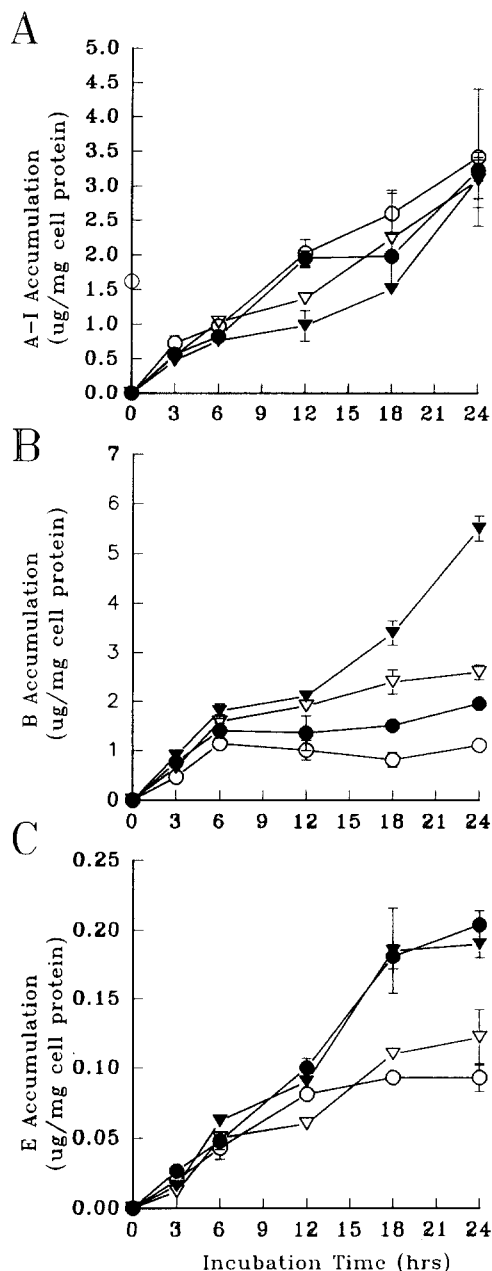 A
A-I Accumulation
(ug/mg cell protein)
5.0
4.5
4.0
3.5
3.0
2.5
2.0
1.5
1.0
0.5
0.0
0 3 6 9 12 15 18 21 24
B
B Accumulation
(ug/mg cell protein)
7
6
5
4
3
2
1
0
0 3 6 9 12 15 18 21 24
C
E Accumulation
(ug/mg cell protein)
0.25
0.20
0.15
0.10
0.05
0.00
0 3 6 9 12 15 18 21 24
Incubation Time (hrs)